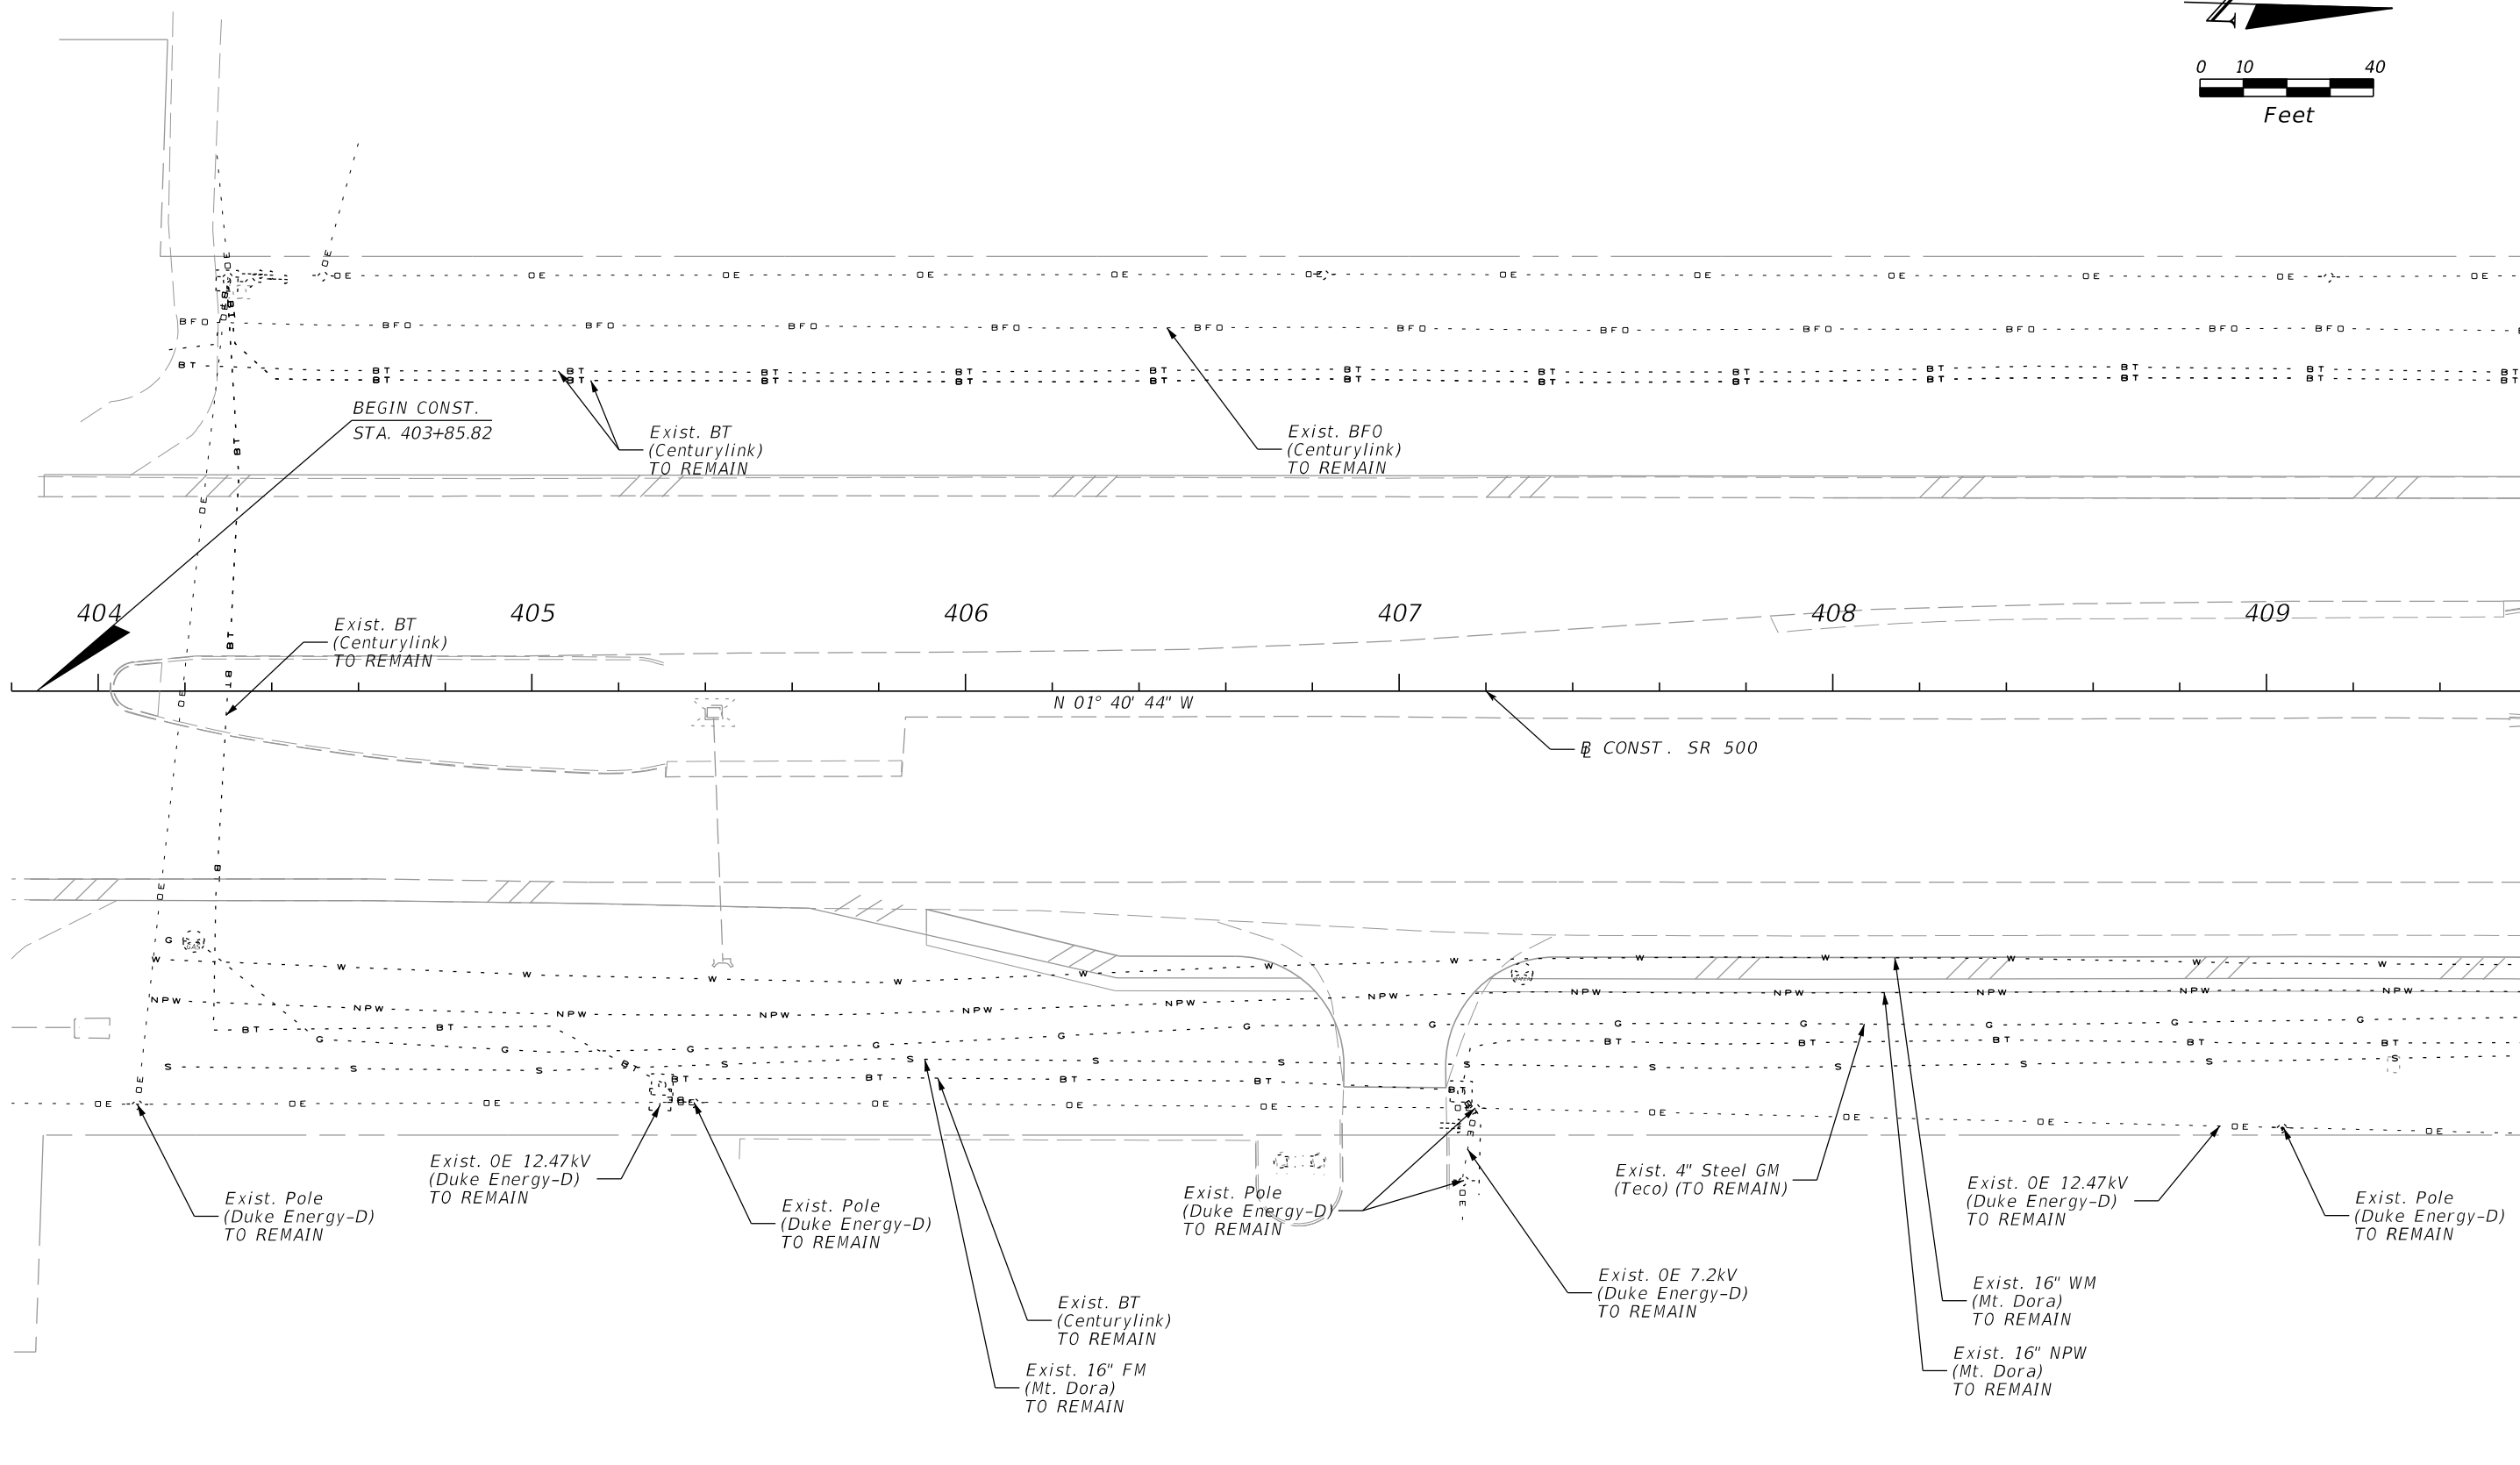 0 10 40
Feet
BEGIN CONST.
STA. 403+85.82
Exist. BT
(Centurylink)
TO REMAIN
Exist. BFO
(Centurylink)
TO REMAIN
404 405 406 407 408 409
Exist. BT
(Centurylink)
TO REMAIN
N 01° 40' 44" W
BL CONST. SR 500
Exist. Pole
(Duke Energy-D)
TO REMAIN
Exist. OE 12.47kV
(Duke Energy-D)
TO REMAIN
Exist. Pole
(Duke Energy-D)
TO REMAIN
Exist. Pole
(Duke Energy-D)
TO REMAIN
Exist. 4" Steel GM
(Teco) (TO REMAIN)
Exist. OE 12.47kV
(Duke Energy-D)
TO REMAIN
Exist. Pole
(Duke Energy-D)
TO REMAIN
Exist. BT
(Centurylink)
TO REMAIN
Exist. OE 7.2kV
(Duke Energy-D)
TO REMAIN
Exist. 16" WM
(Mt. Dora)
TO REMAIN
Exist. 16" FM
(Mt. Dora)
TO REMAIN
Exist. 16" NPW
(Mt. Dora)
TO REMAIN